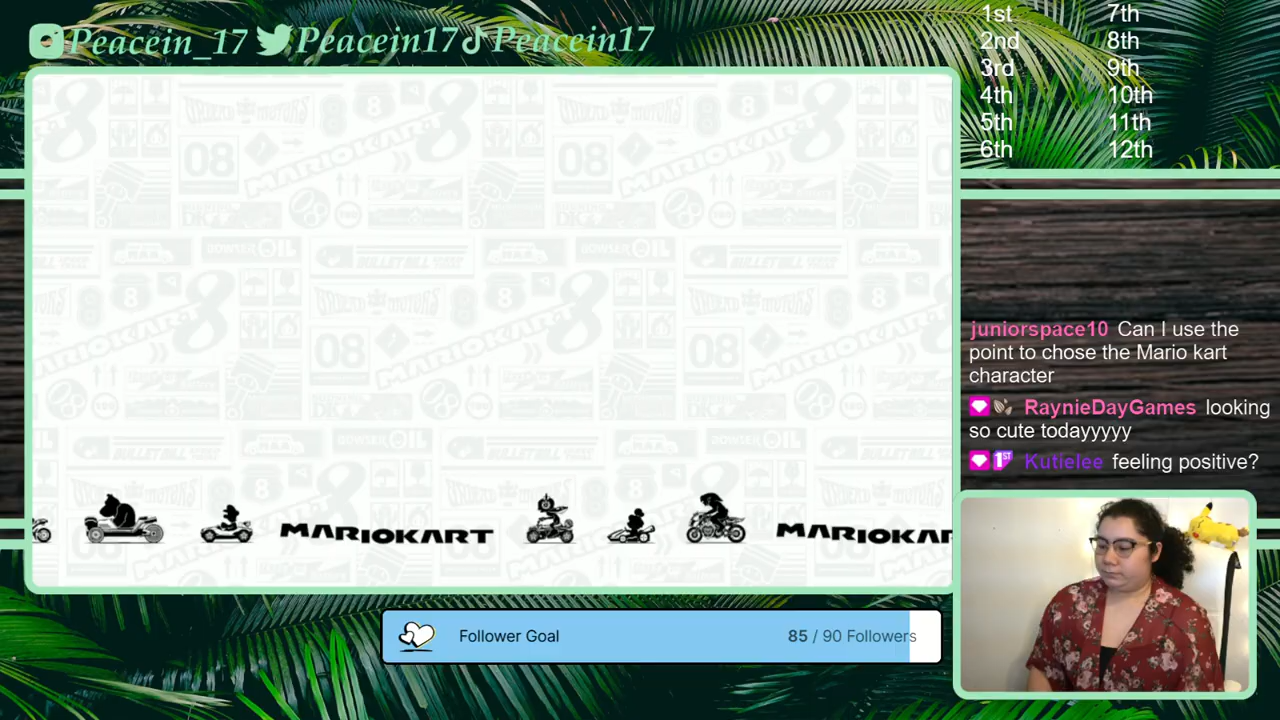 Peacein_17 Peacein17 Peacein17
1st 7th
2nd 8th
3rd 9th
4th 10th
5th 11th
6th 12th
MARIOKART MARIOKAR
juniorspace10 Can I use the
point to chose the Mario kart
character
RaynieDayGames looking
so cute todayyyyy
1ST Kutielee feeling positive?
Follower Goal 85 / 90 Followers